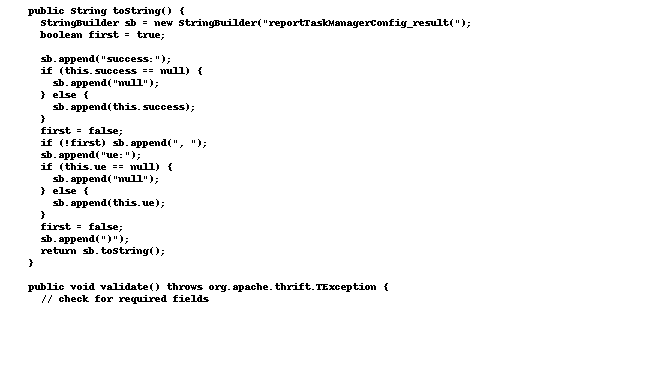 public String toString() {
  StringBuilder sb = new StringBuilder("reportTaskManagerConfig_result(");
  boolean first = true;

  sb.append("success:");
  if (this.success == null) {
    sb.append("null");
  } else {
    sb.append(this.success);
  }
  first = false;
  if (!first) sb.append(", ");
  sb.append("ue:");
  if (this.ue == null) {
    sb.append("null");
  } else {
    sb.append(this.ue);
  }
  first = false;
  sb.append(")");
  return sb.toString();
}

public void validate() throws org.apache.thrift.TException {
  // check for required fields